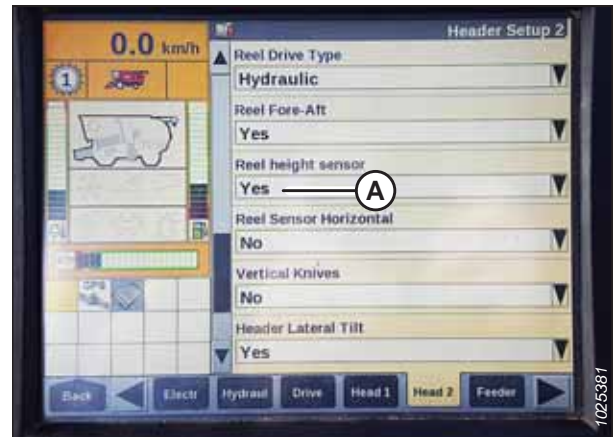 Header Setup 2
0.0 km/h
1
Reel Drive Type
Hydraulic
Reel Fore-Aft
Yes
Reel height sensor
Yes
A
Reel Sensor Horizontal
No
Vertical Knives
No
Header Lateral Tilt
Yes
Back
Electr
Hydraul
Drive
Head 1
Head 2
Feeder
1025381